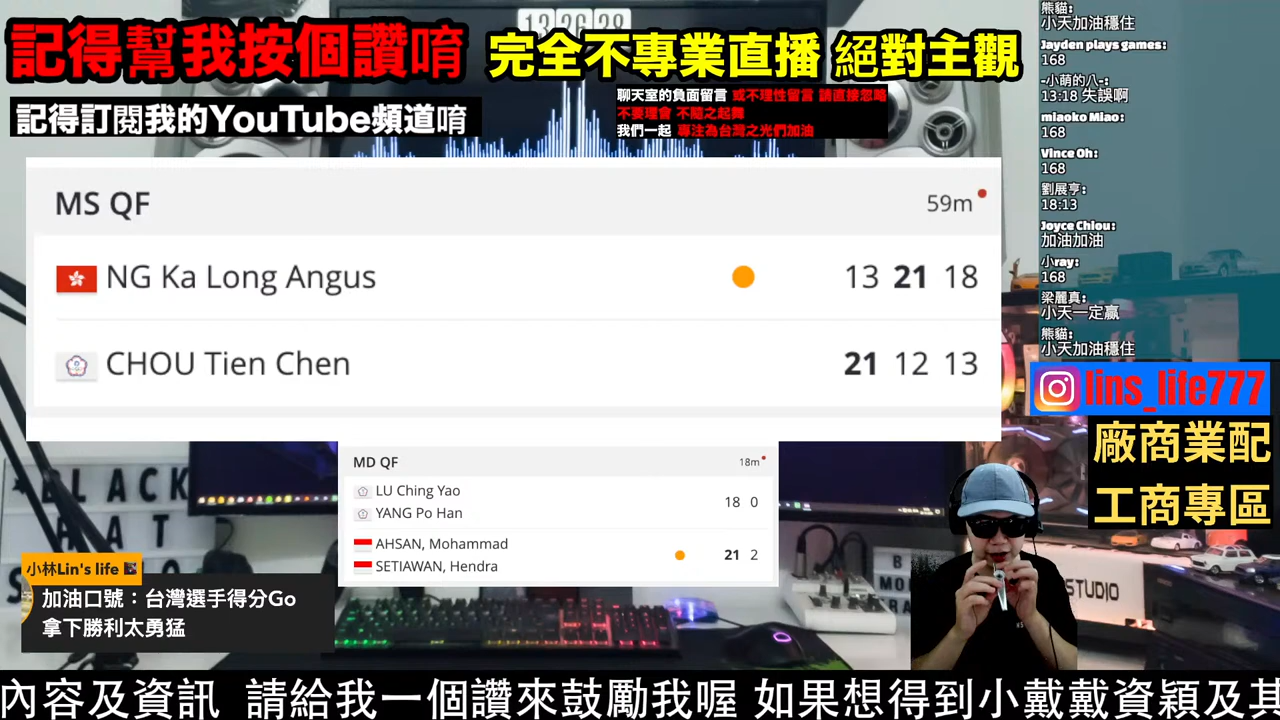 13 26 28
記得幫我按個讚唷
完全不專業直播 絕對主觀
記得訂閱我的YouTube頻道唷
聊天室的負面留言 或不理性留言 請直接忽略
不要理會 不隨之起舞
我們一起 專注為台灣之光們加油
MS QF 59m
NG Ka Long Angus 13 21 18
CHOU Tien Chen 21 12 13
MD QF 18m
LU Ching Yao
YANG Po Han
18 0
AHSAN, Mohammad
SETIAWAN, Hendra
21 2
熊貓:
小天加油穩住
Jayden plays games:
168
-小萌的八-:
13:18 失誤啊
miaoko Miao:
168
Vince Oh:
168
劉展亨:
18:13
Joyce Chiou:
加油加油
小ray:
168
梁麗真:
小天一定贏
熊貓:
小天加油穩住
lins_life777
廠商業配
工商專區
BLACK
HAT
STUDIO
小林Lin's life
加油口號：台灣選手得分Go
拿下勝利太勇猛
內容及資訊 請給我一個讚來鼓勵我喔 如果想得到小戴戴資穎及其